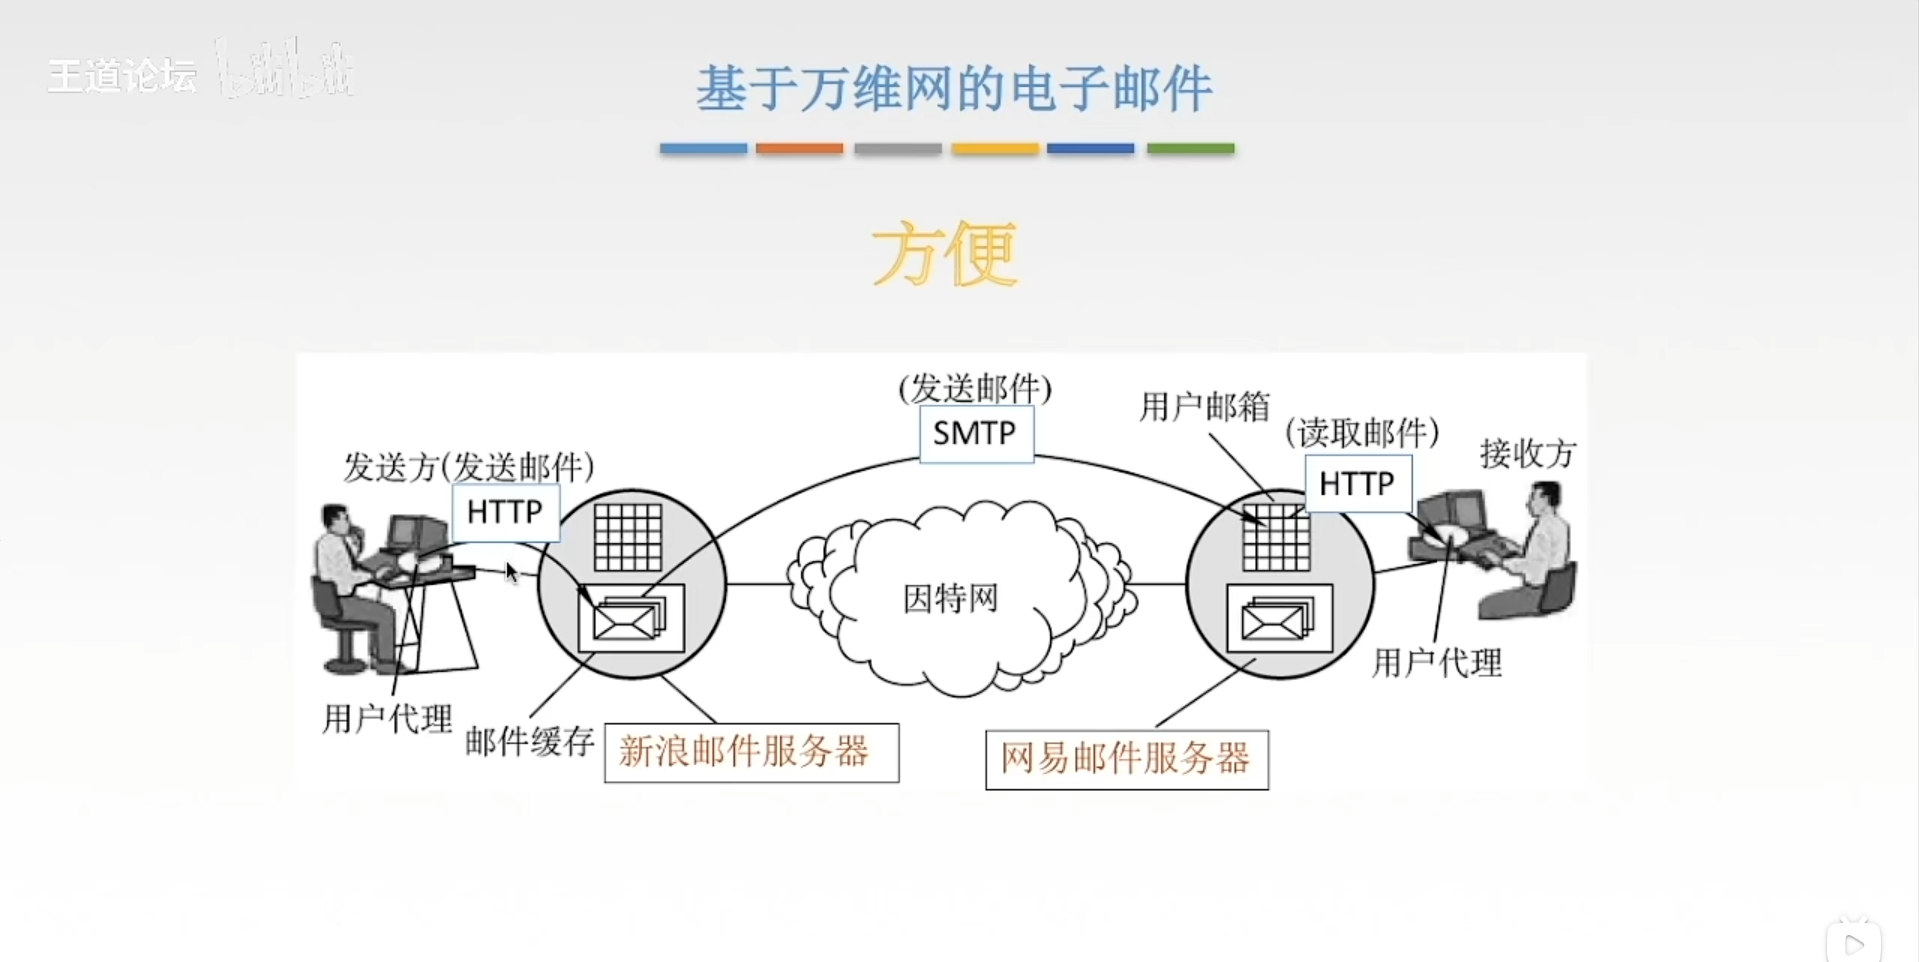 王道论坛 bilibili
基于万维网的电子邮件
方便
(发送邮件)
SMTP
用户邮箱
(读取邮件)
HTTP
接收方
发送方(发送邮件)
HTTP
因特网
用户代理
用户代理
邮件缓存
新浪邮件服务器
网易邮件服务器